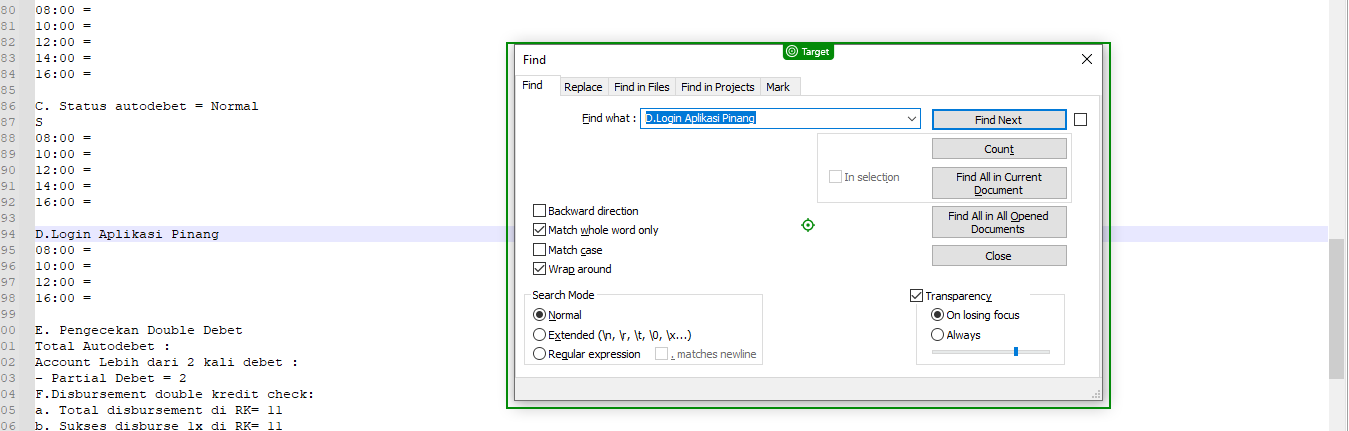 80 08:00 =
81 10:00 =
82 12:00 =
83 14:00 =
84 16:00 =
85
86 C. Status autodebet = Normal
87 S
88 08:00 =
89 10:00 =
90 12:00 =
91 14:00 =
92 16:00 =
93
94 D.Login Aplikasi Pinang
95 08:00 =
96 10:00 =
97 12:00 =
98 16:00 =
99
00 E. Pengecekan Double Debet
01 Total Autodebet :
02 Account Lebih dari 2 kali debet :
03 - Partial Debet = 2
04 F.Disbursement double kredit check:
05 a. Total disbursement di RK= 11
06 b. Sukses disburse 1x di RK= 11
Target
Find
Find Replace Find in Files Find in Projects Mark
Find what : D.Login Aplikasi Pinang
Find Next
Count
In selection
Find All in Current
Document
Find All in All Opened
Documents
Close
Backward direction
Match whole word only
Match case
Wrap around
Search Mode
Normal
Extended (\n, \r, \t, \0, \x...)
Regular expression . matches newline
Transparency
On losing focus
Always